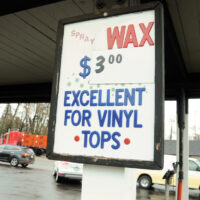 SPRAY WAX
$3.00
EXCELLENT
FOR VINYL
• TOPS •